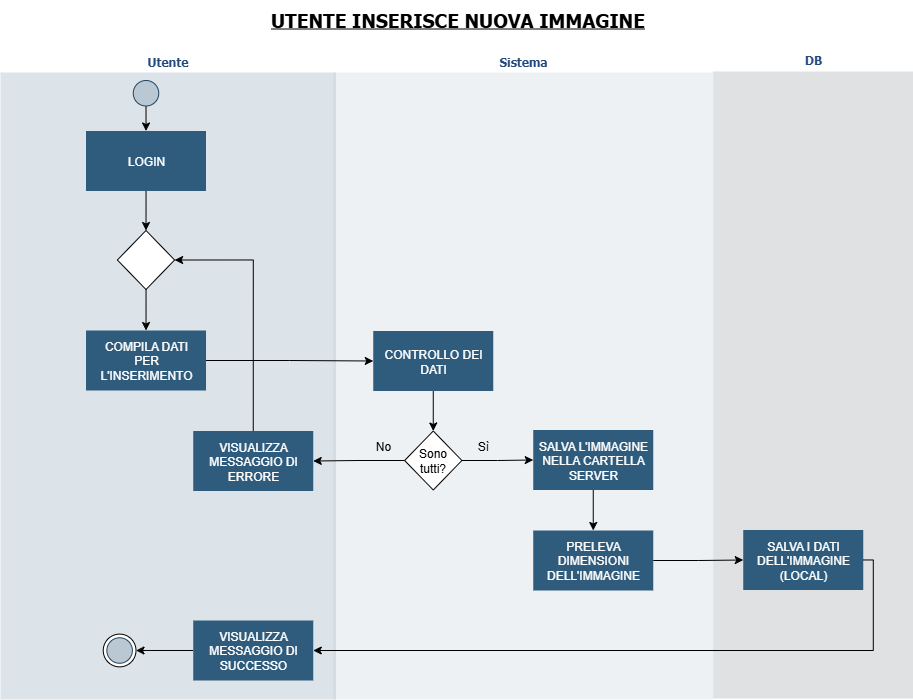 UTENTE INSERISCE NUOVA IMMAGINE
Utente
Sistema
DB
LOGIN
COMPILA DATI
PER
L'INSERIMENTO
CONTROLLO DEI
DATI
VISUALIZZA
MESSAGGIO DI
ERRORE
No
Sono
tutti?
Sì
SALVA L'IMMAGINE
NELLA CARTELLA
SERVER
PRELEVA
DIMENSIONI
DELL'IMMAGINE
SALVA I DATI
DELL'IMMAGINE
(LOCAL)
VISUALIZZA
MESSAGGIO DI
SUCCESSO